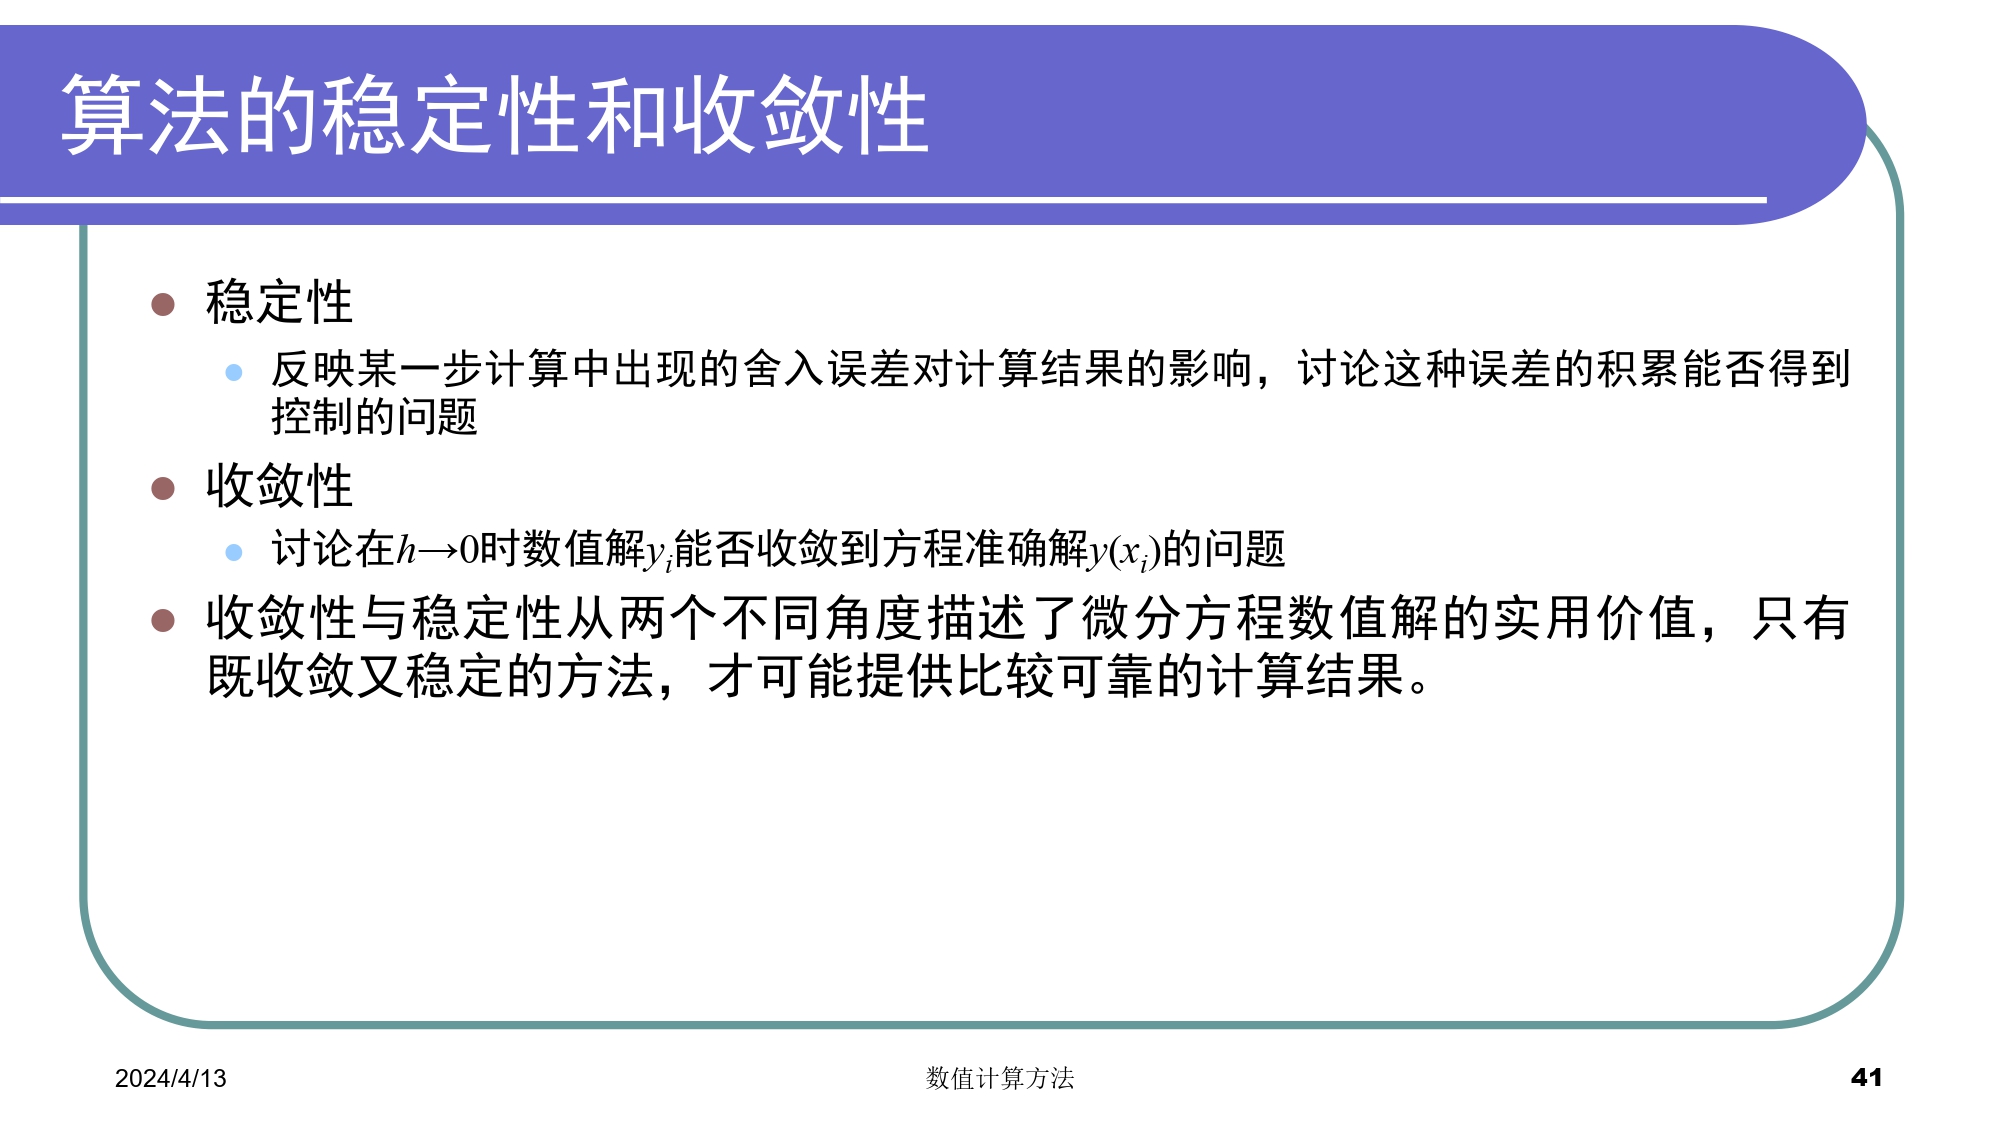 算法的稳定性和收敛性
稳定性
反映某一步计算中出现的舍入误差对计算结果的影响，讨论这种误差的积累能否得到
控制的问题
收敛性
讨论在h→0时数值解yi能否收敛到方程准确解y(xi)的问题
收敛性与稳定性从两个不同角度描述了微分方程数值解的实用价值，只有
既收敛又稳定的方法，才可能提供比较可靠的计算结果。
2024/4/13
数值计算方法
41